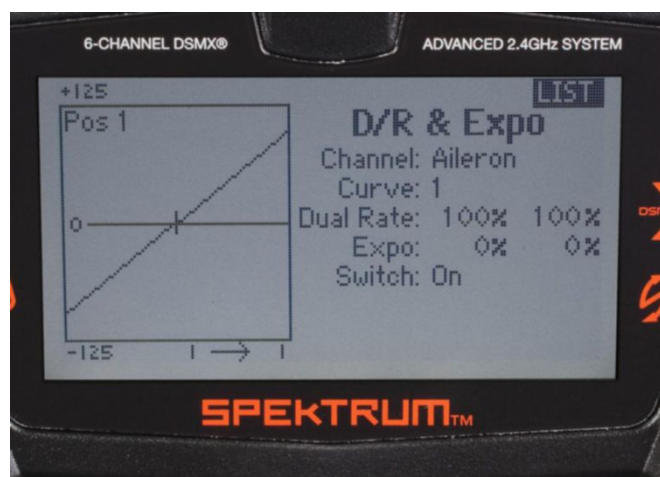 6-CHANNEL DSMX®
ADVANCED 2.4GHz SYSTEM
+125
LIST
Pos 1
D/R & Expo
Channel: Aileron
Curve: 1
0
Dual Rate: 100% 100%
Expo: 0% 0%
Switch: On
-125
SPEKTRUM™